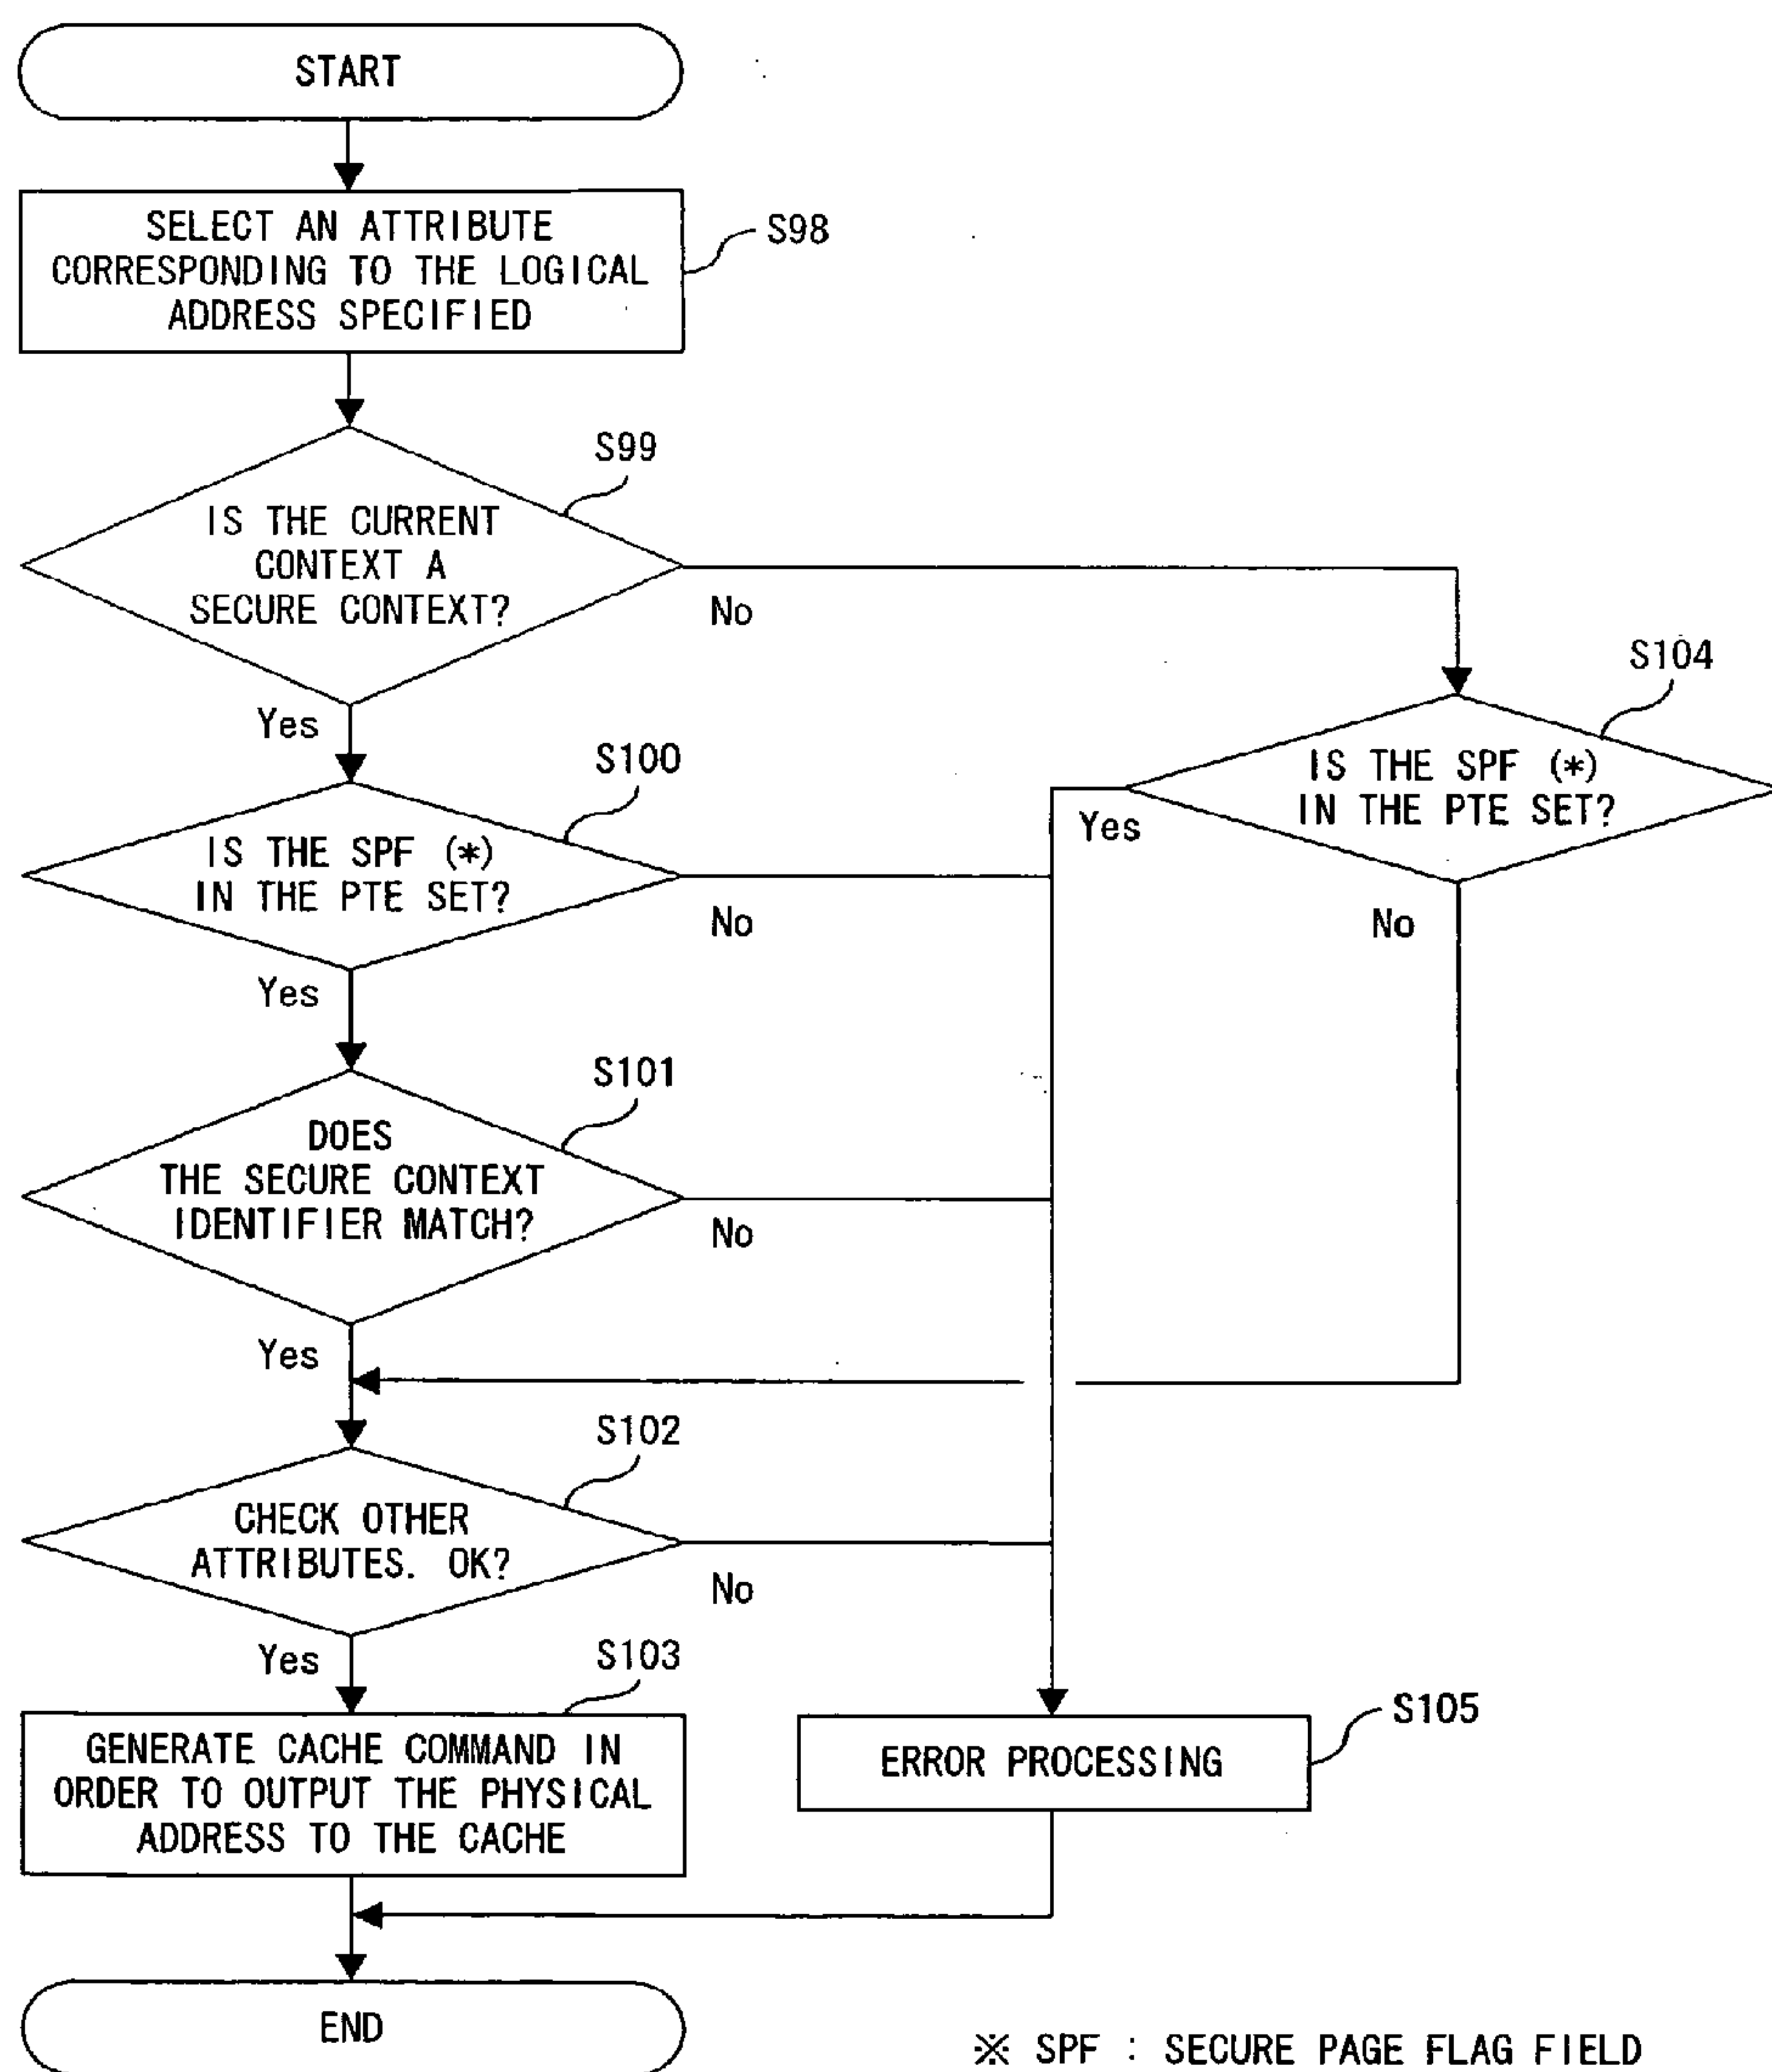 START
SELECT AN ATTRIBUTE
CORRESPONDING TO THE LOGICAL
ADDRESS SPECIFIED
S98
S99
IS THE CURRENT
CONTEXT A
SECURE CONTEXT?
No
Yes
S104
IS THE SPF (*)
IN THE PTE SET?
Yes
No
S100
IS THE SPF (*)
IN THE PTE SET?
No
Yes
S101
DOES
THE SECURE CONTEXT
IDENTIFIER MATCH?
No
Yes
S102
CHECK OTHER
ATTRIBUTES. OK?
No
Yes
S103
GENERATE CACHE COMMAND IN
ORDER TO OUTPUT THE PHYSICAL
ADDRESS TO THE CACHE
S105
ERROR PROCESSING
END
※ SPF : SECURE PAGE FLAG FIELD